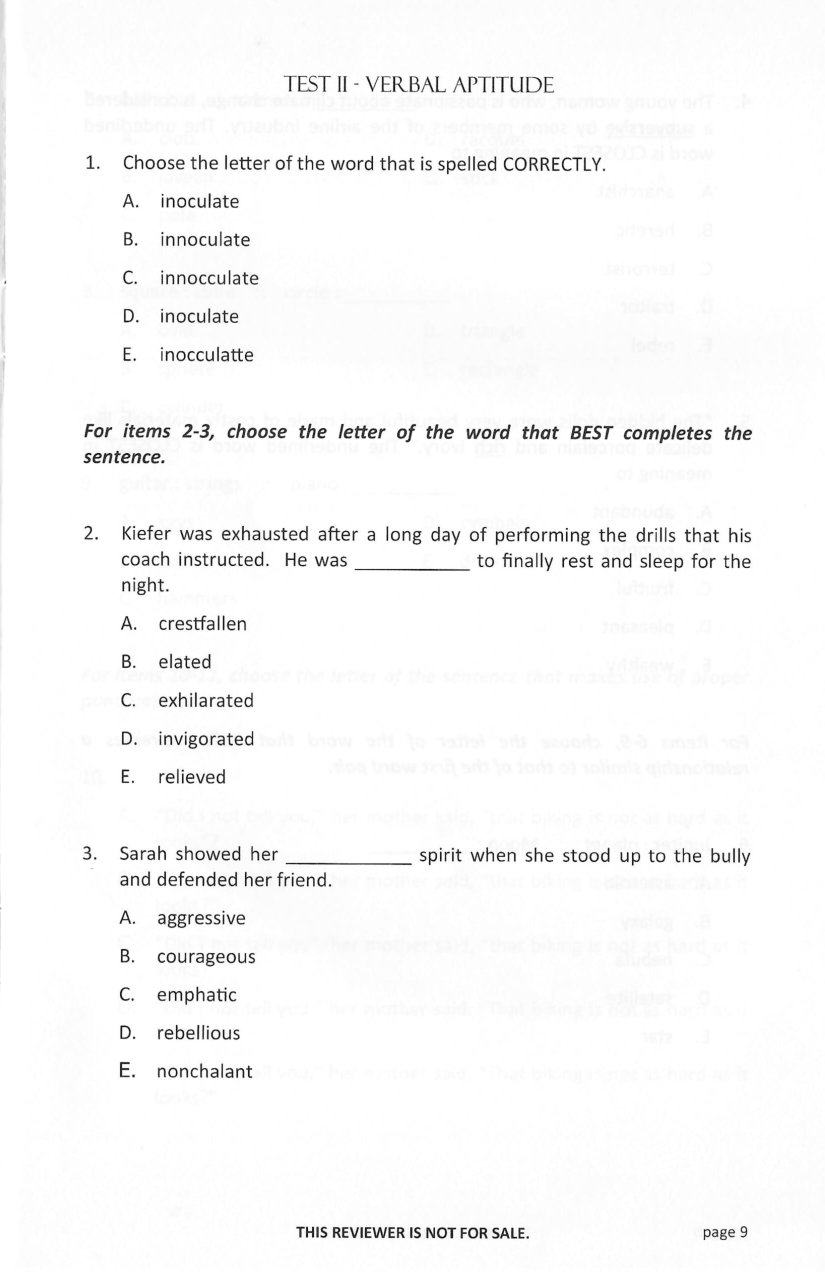 TEST II - VERBAL APTITUDE
1. Choose the letter of the word that is spelled CORRECTLY.
A. inoculate
B. innoculate
C. innocculate
D. inoculate
E. inocculatte
For items 2-3, choose the letter of the word that BEST completes the
sentence.
2. Kiefer was exhausted after a long day of performing the drills that his
coach instructed. He was ____________ to finally rest and sleep for the
night.
A. crestfallen
B. elated
C. exhilarated
D. invigorated
E. relieved
3. Sarah showed her _____________ spirit when she stood up to the bully
and defended her friend.
A. aggressive
B. courageous
C. emphatic
D. rebellious
E. nonchalant
THIS REVIEWER IS NOT FOR SALE.
page 9